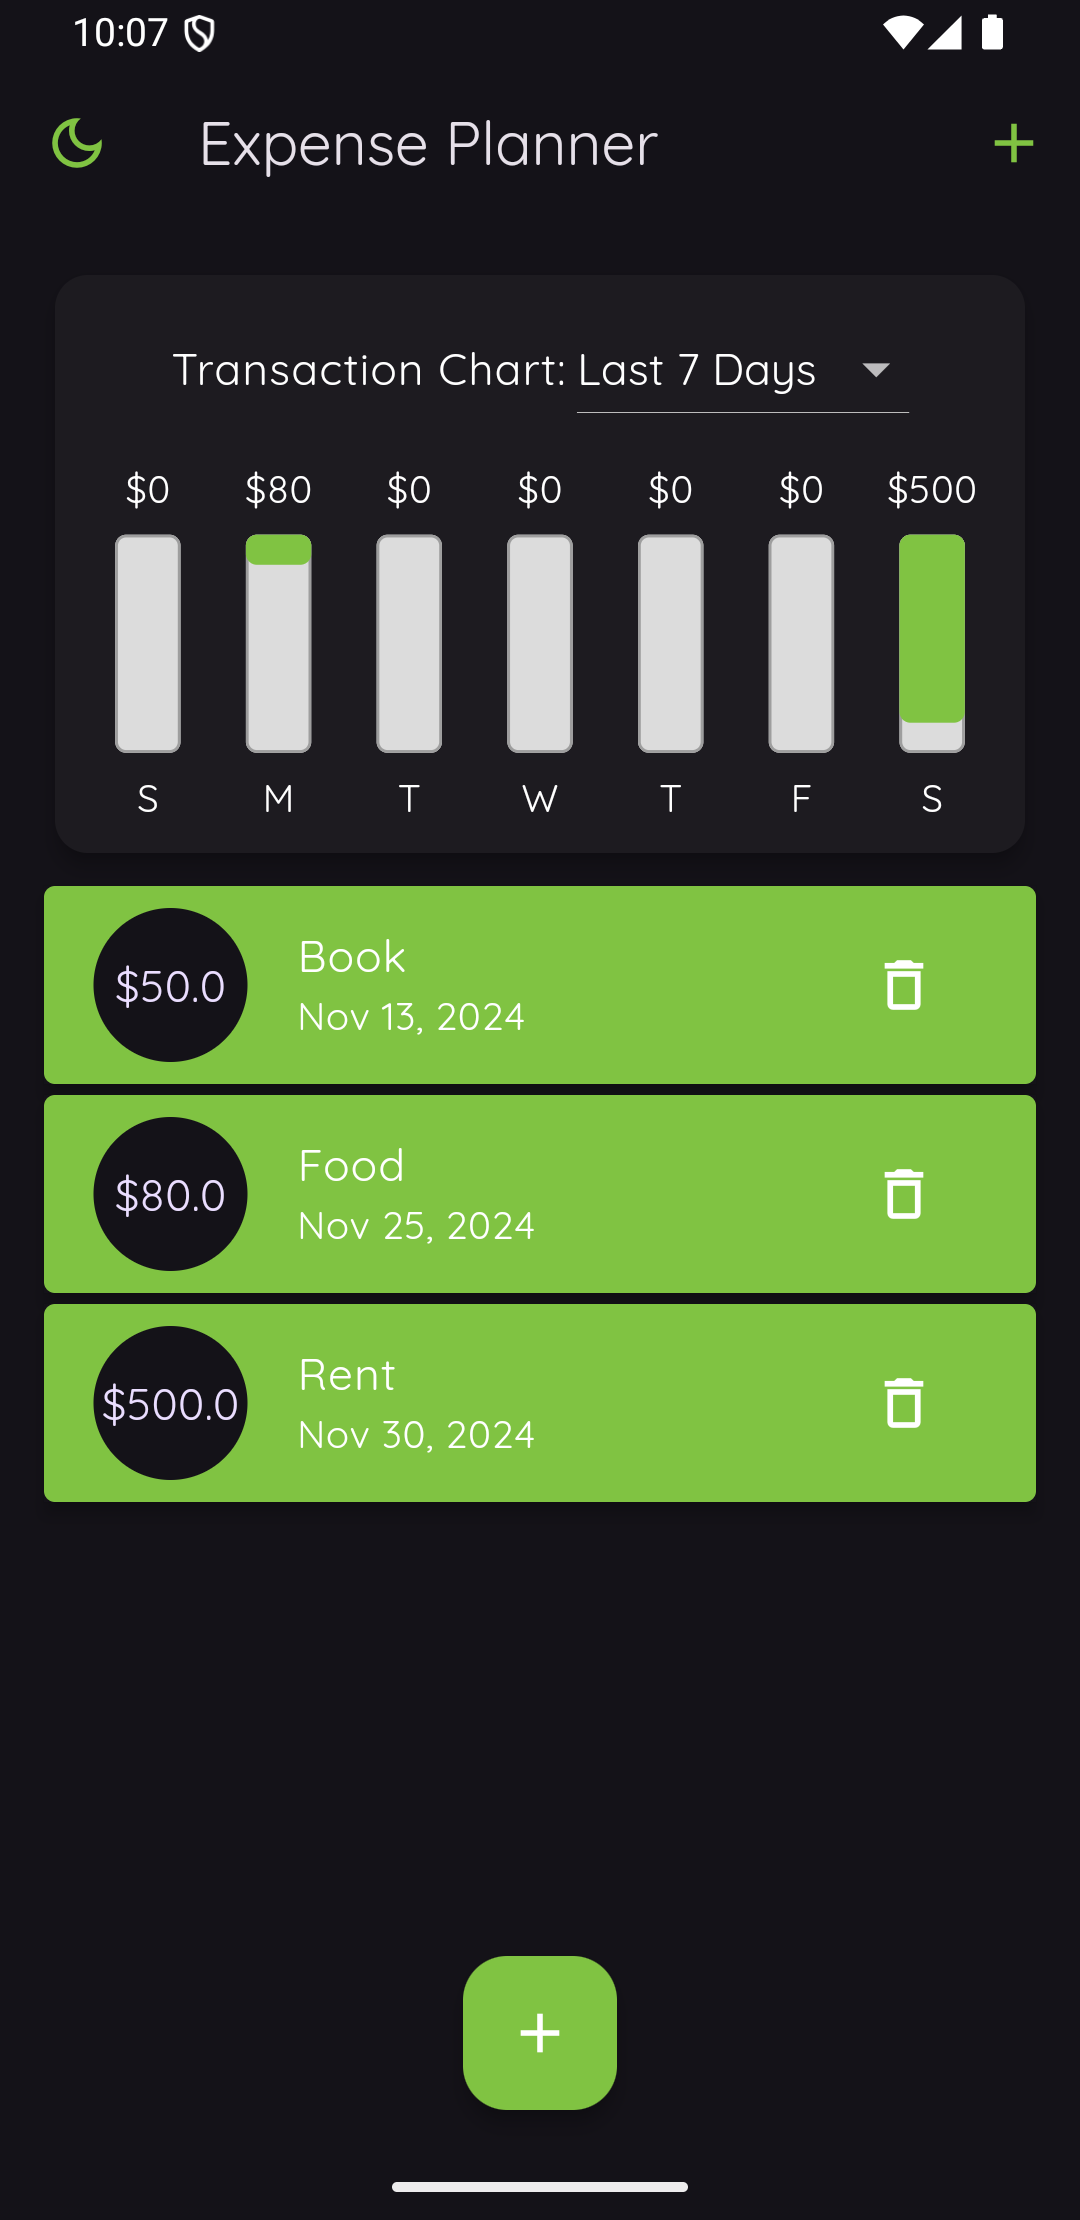 10:07
Expense Planner
Transaction Chart: Last 7 Days
$0 $80 $0 $0 $0 $0 $500
S M T W T F S
$50.0
Book
Nov 13, 2024
$80.0
Food
Nov 25, 2024
$500.0
Rent
Nov 30, 2024